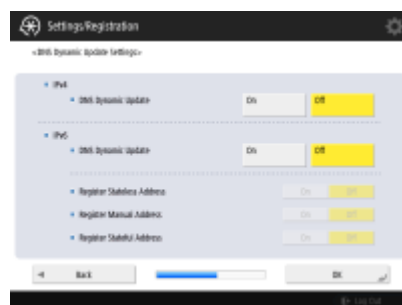 Settings/Registration
<DNS Dynamic Update Settings>
IPv4
DNS Dynamic Update
On
Off
IPv6
DNS Dynamic Update
On
Off
Register Stateless Address
On
Off
Register Manual Address
On
Off
Register Stateful Address
On
Off
Back
OK
Log Out